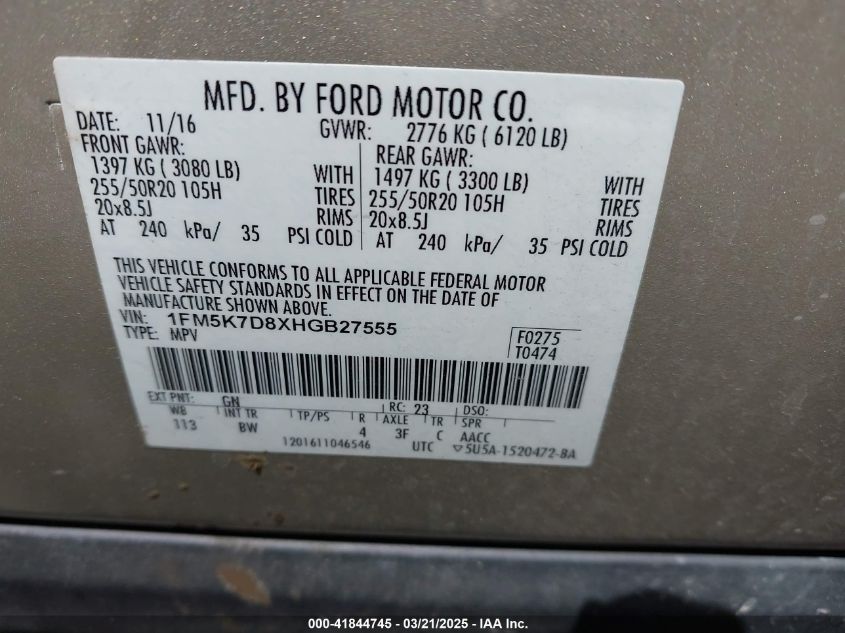 MFD. BY FORD MOTOR CO.
DATE: 11/16 GVWR: 2776 KG ( 6120 LB)
FRONT GAWR: REAR GAWR:
1397 KG ( 3080 LB) WITH 1497 KG ( 3300 LB) WITH
255/50R20 105H TIRES 255/50R20 105H TIRES
20x8.5J RIMS 20x8.5J RIMS
AT 240 kPa/ 35 PSI COLD AT 240 kPa/ 35 PSI COLD
THIS VEHICLE CONFORMS TO ALL APPLICABLE FEDERAL MOTOR
VEHICLE SAFETY STANDARDS IN EFFECT ON THE DATE OF
MANUFACTURE SHOWN ABOVE.
VIN: 1FM5K7D8XHGB27555 F0275
TYPE: MPV T0474
EXT PNT: GN RC: 23 DSO:
WB INT TR TP/PS R AXLE TR SPR
113 BW 4 3F C AACC
1201611046546 UTC ▽5U5A-1520472-BA
000-41844745 - 03/21/2025 - IAA Inc.